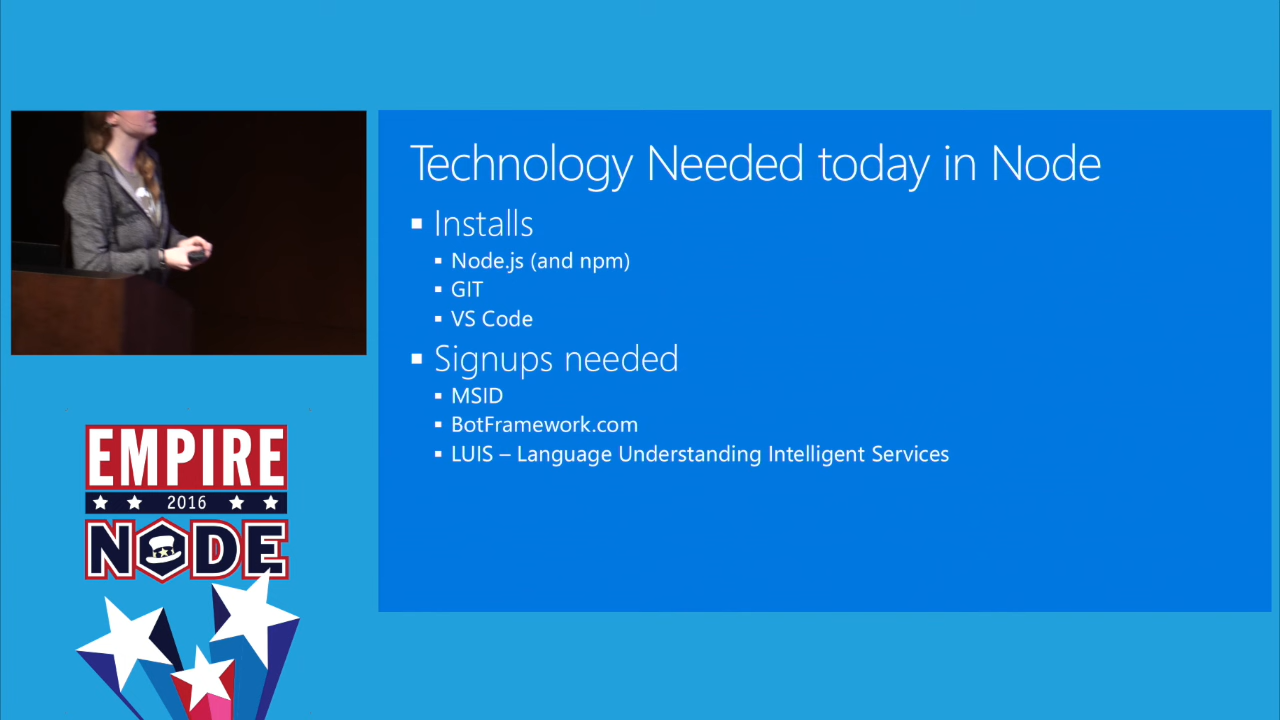 Technology Needed today in Node
Installs
Node.js (and npm)
GIT
VS Code
Signups needed
MSID
BotFramework.com
LUIS – Language Understanding Intelligent Services
EMPIRE
2016
NODE